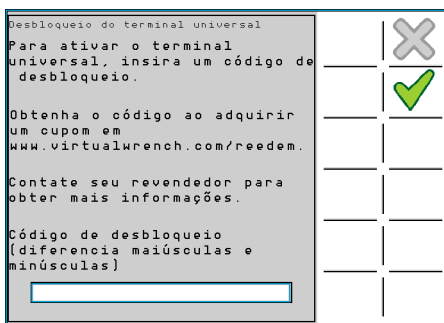 Desbloqueio do terminal universal
Para ativar o terminal
universal, insira um código de
desbloqueio.
Obtenha o código ao adquirir
um cupom em
www.virtualwrench.com/reedem.
Contate seu revendedor para
obter mais informações.
Código de desbloqueio
(diferencia maiúsculas e
minúsculas)